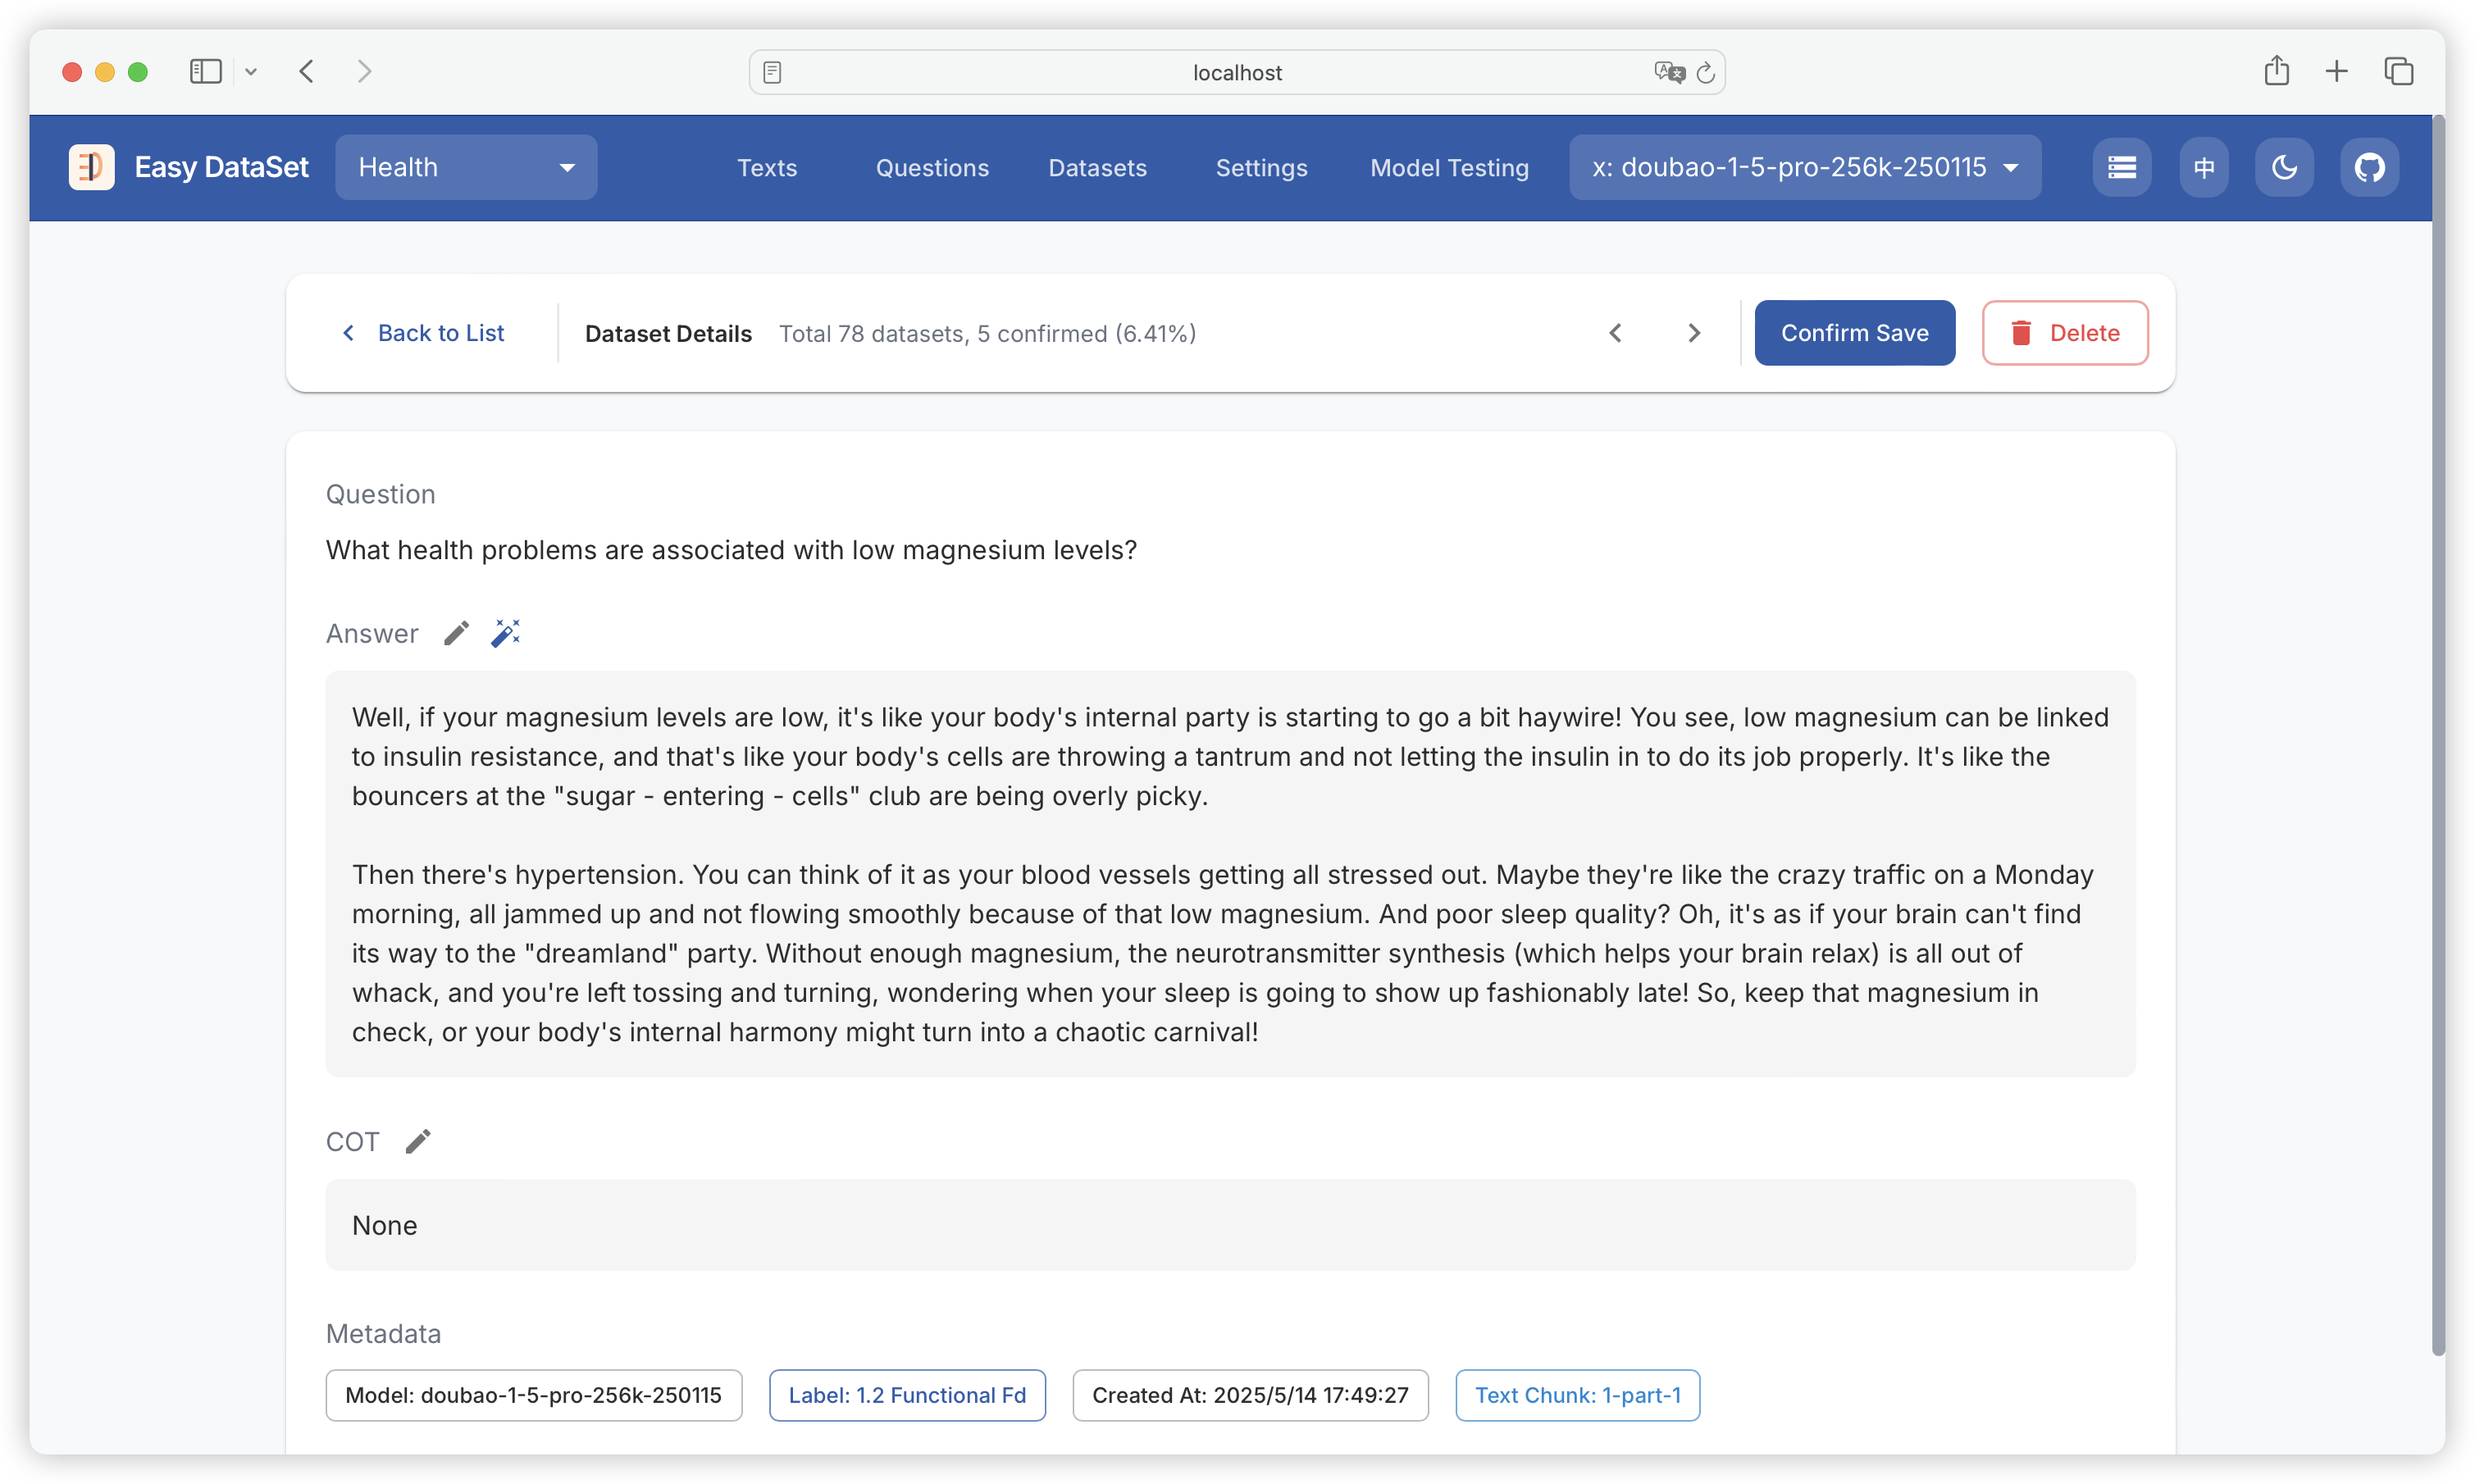 localhost
Easy DataSet
Health
Texts
Questions
Datasets
Settings
Model Testing
x: doubao-1-5-pro-256k-250115
中
Back to List
Dataset Details
Total 78 datasets, 5 confirmed (6.41%)
Confirm Save
Delete
Question
What health problems are associated with low magnesium levels?
Answer
Well, if your magnesium levels are low, it's like your body's internal party is starting to go a bit haywire! You see, low magnesium can be linked
to insulin resistance, and that's like your body's cells are throwing a tantrum and not letting the insulin in to do its job properly. It's like the
bouncers at the "sugar - entering - cells" club are being overly picky.
Then there's hypertension. You can think of it as your blood vessels getting all stressed out. Maybe they're like the crazy traffic on a Monday
morning, all jammed up and not flowing smoothly because of that low magnesium. And poor sleep quality? Oh, it's as if your brain can't find
its way to the "dreamland" party. Without enough magnesium, the neurotransmitter synthesis (which helps your brain relax) is all out of
whack, and you're left tossing and turning, wondering when your sleep is going to show up fashionably late! So, keep that magnesium in
check, or your body's internal harmony might turn into a chaotic carnival!
COT
None
Metadata
Model: doubao-1-5-pro-256k-250115
Label: 1.2 Functional Fd
Created At: 2025/5/14 17:49:27
Text Chunk: 1-part-1